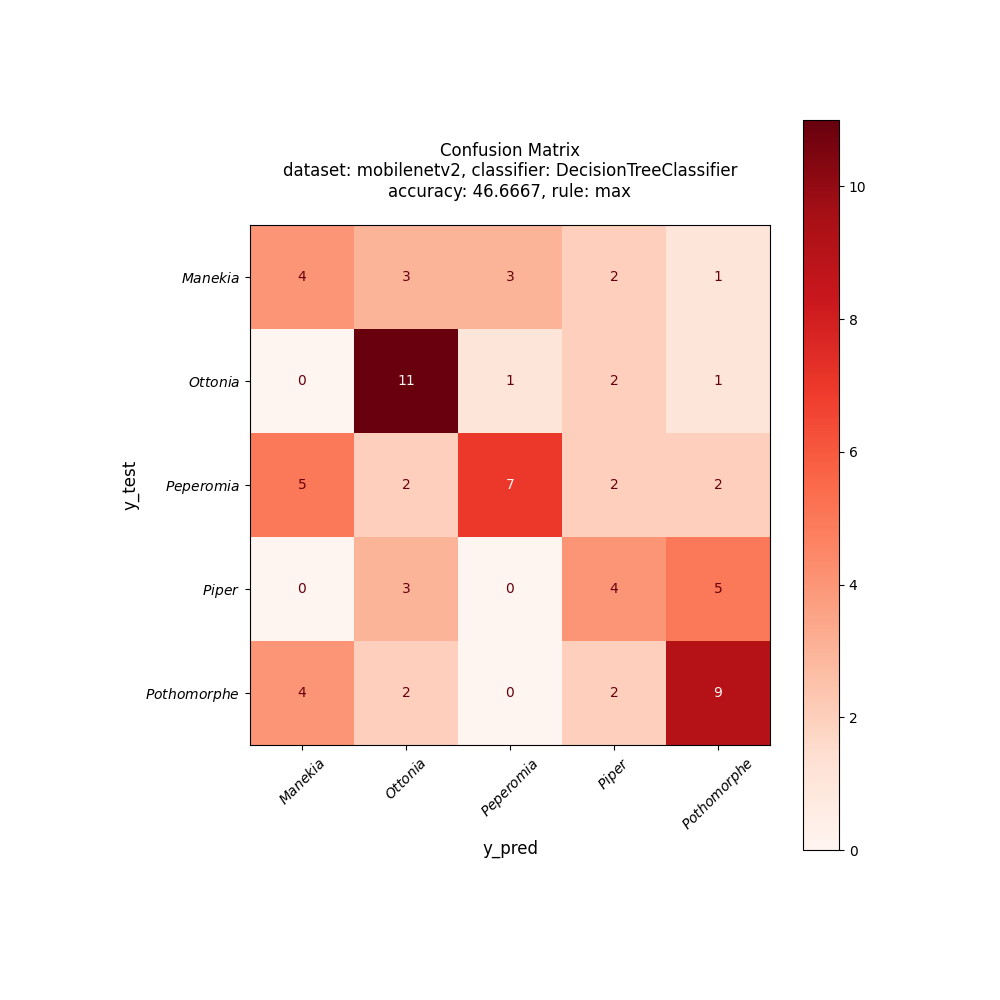 Confusion Matrix
dataset: mobilenetv2, classifier: DecisionTreeClassifier
accuracy: 46.6667, rule: max
10
8
6
4
2
0
y_test
Manekia 4 3 3 2 1
Ottonia 0 11 1 2 1
Peperomia 5 2 7 2 2
Piper 0 3 0 4 5
Pothomorphe 4 2 0 2 9
Manekia Ottonia Peperomia Piper Pothomorphe
y_pred